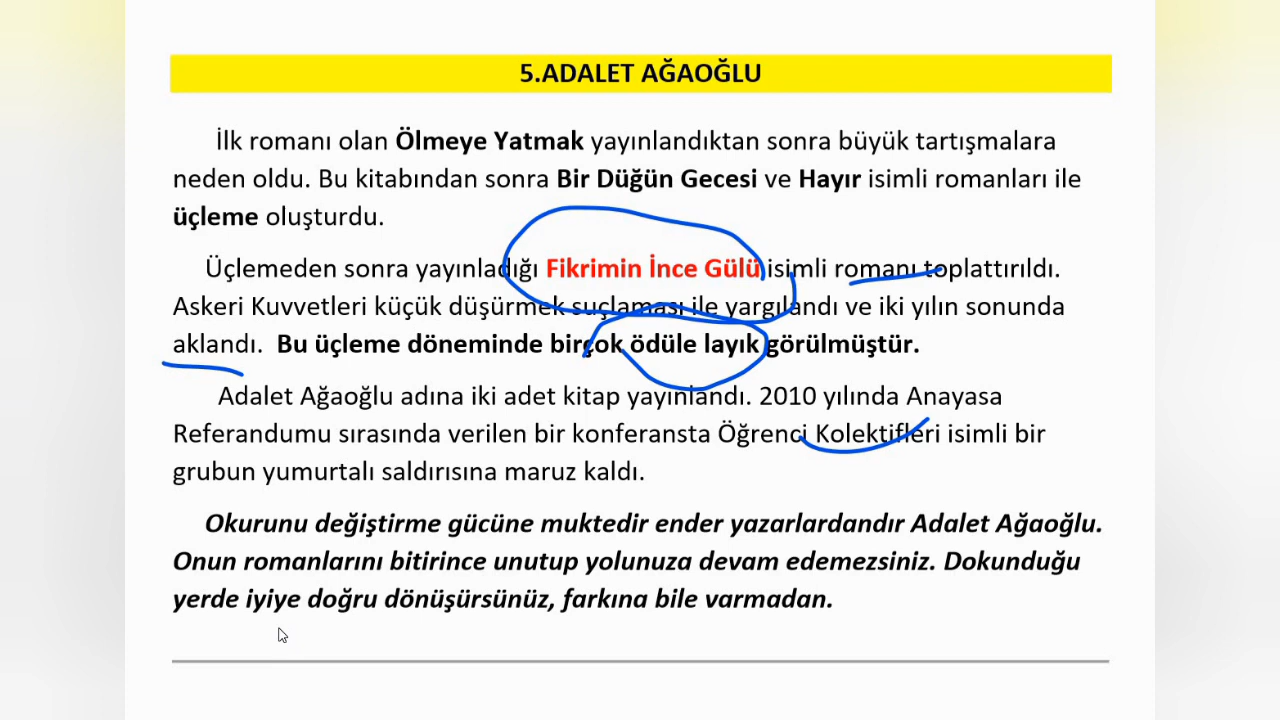 5.ADALET AĞAOĞLU
İlk romanı olan Ölmeye Yatmak yayınlandıktan sonra büyük tartışmalara
neden oldu. Bu kitabından sonra Bir Düğün Gecesi ve Hayır isimli romanları ile
üçleme oluşturdu.
Üçlemeden sonra yayınladığı Fikrimin İnce Gülü isimli romanı toplattırıldı.
Askeri Kuvvetleri küçük düşürmek suçlaması ile yargılandı ve iki yılın sonunda
aklandı. Bu üçleme döneminde birçok ödüle layık görülmüştür.
Adalet Ağaoğlu adına iki adet kitap yayınlandı. 2010 yılında Anayasa
Referandumu sırasında verilen bir konferansta Öğrenci Kolektifleri isimli bir
grubun yumurtalı saldırısına maruz kaldı.
Okurunu değiştirme gücüne muktedir ender yazarlardandır Adalet Ağaoğlu.
Onun romanlarını bitirince unutup yolunuza devam edemezsiniz. Dokunduğu
yerde iyiye doğru dönüşürsünüz, farkına bile varmadan.